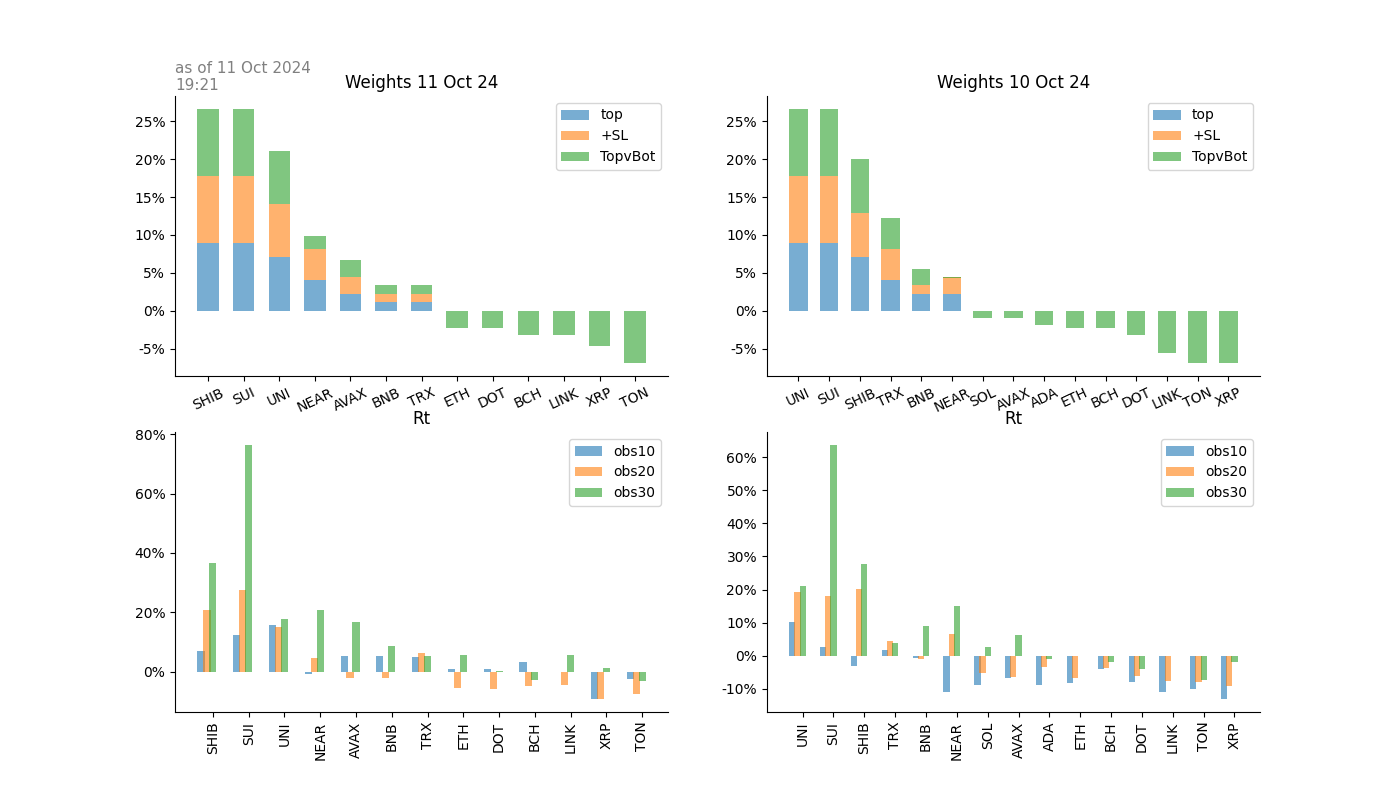 as of 11 Oct 2024
19:21
Weights 11 Oct 24
25%
20%
15%
10%
5%
0%
-5%
top
+SL
TopvBot
SHIB SUI UNI NEAR AVAX BNB TRX ETH DOT BCH LINK XRP TON
Weights 10 Oct 24
25%
20%
15%
10%
5%
0%
-5%
top
+SL
TopvBot
UNI SUI SHIB TRX BNB NEAR SOL AVAX ADA ETH BCH DOT LINK TON XRP
Rt
80%
60%
40%
20%
0%
obs10
obs20
obs30
SHIB SUI UNI NEAR AVAX BNB TRX ETH DOT BCH LINK XRP TON
Rt
60%
50%
40%
30%
20%
10%
0%
-10%
obs10
obs20
obs30
UNI SUI SHIB TRX BNB NEAR SOL AVAX ADA ETH BCH DOT LINK TON XRP